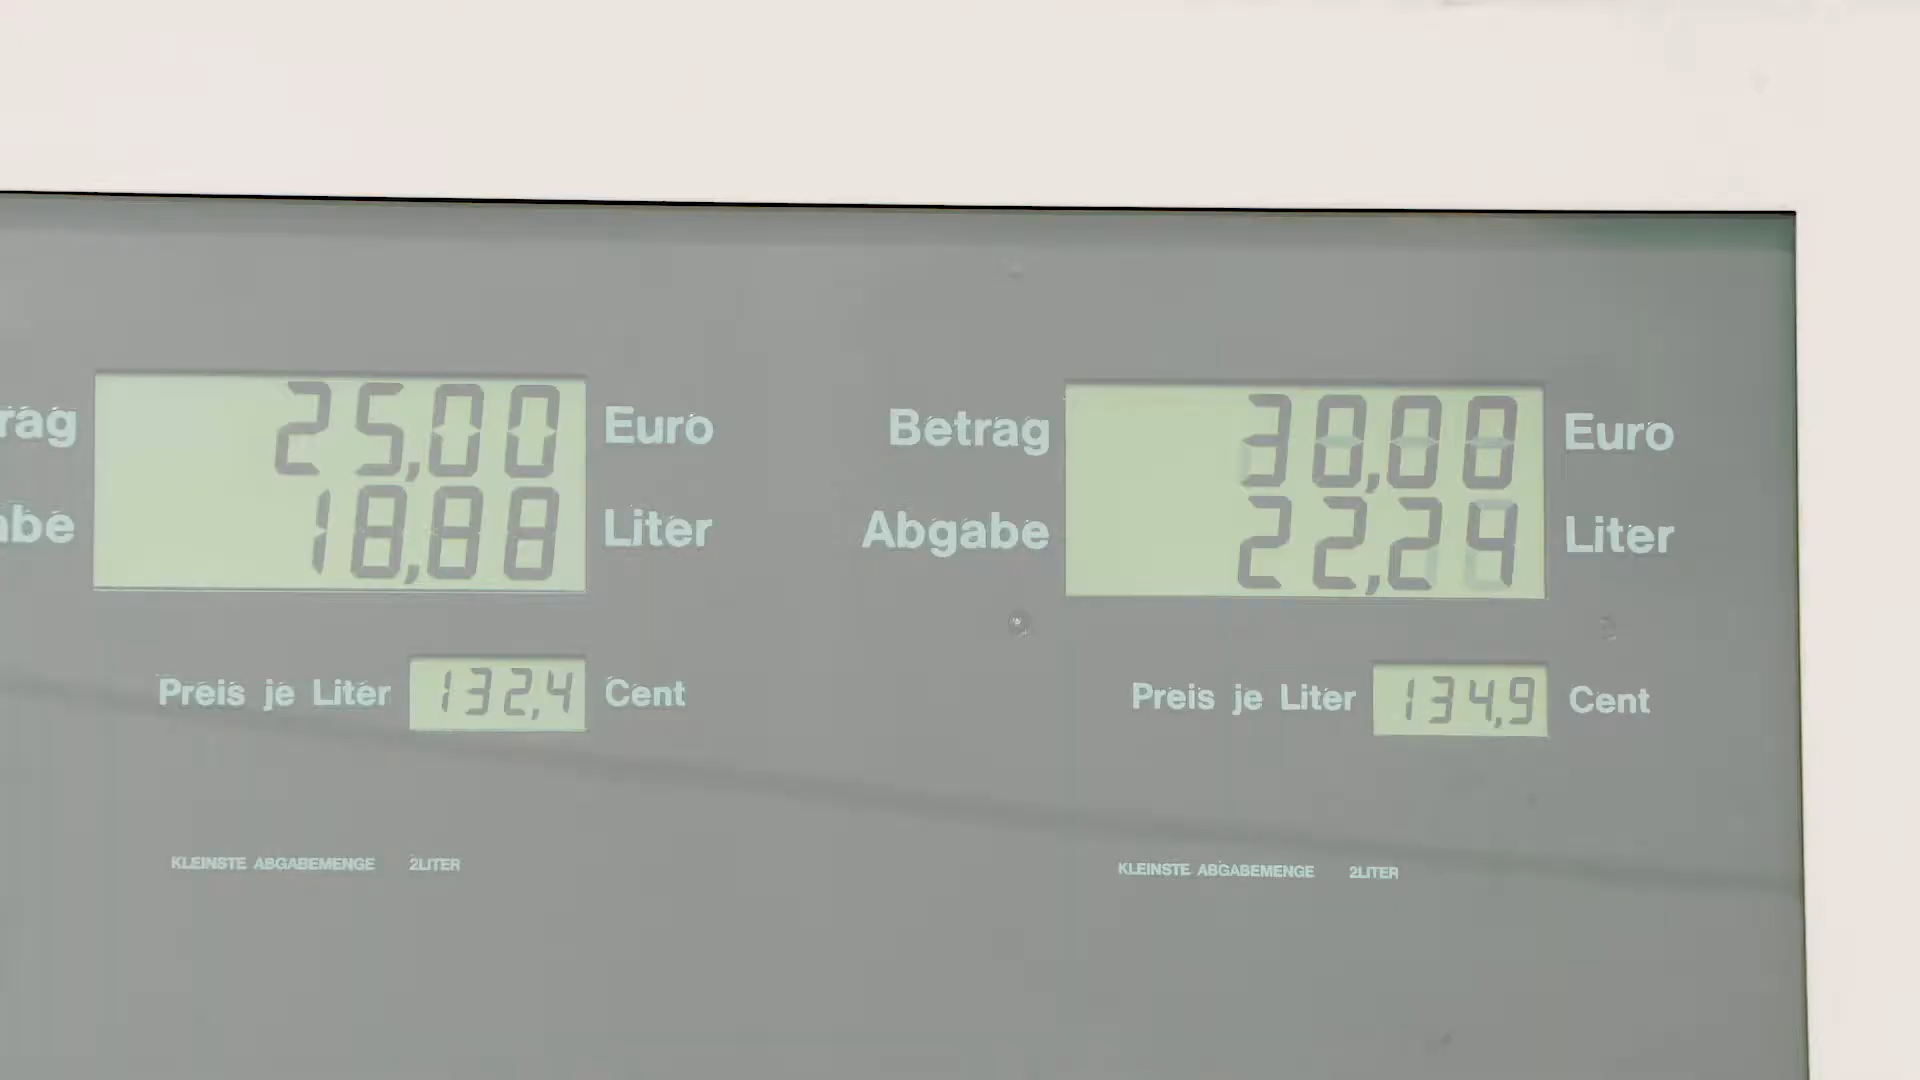 rag 25,00 Euro
abe 18,88 Liter
Preis je Liter 132,4 Cent
KLEINSTE ABGABEMENGE 2LITER
Betrag 30,00 Euro
Abgabe 22,24 Liter
Preis je Liter 134,9 Cent
KLEINSTE ABGABEMENGE 2LITER